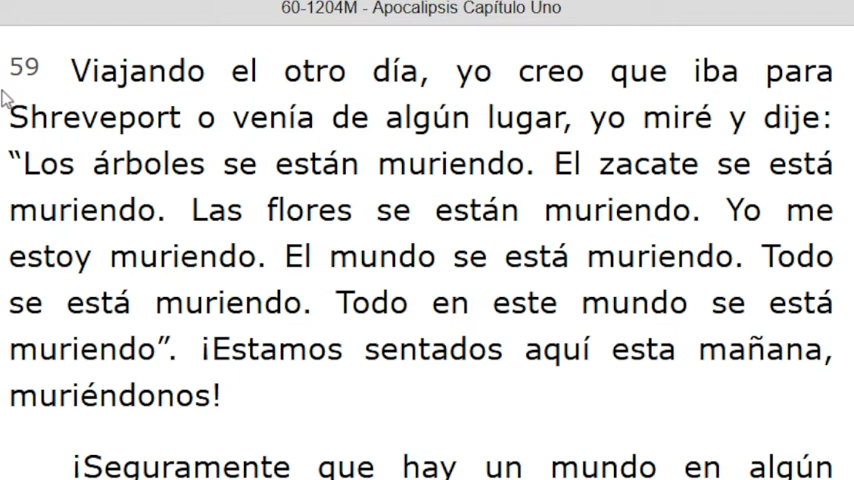 60-1204M - Apocalipsis Capítulo Uno
59 Viajando el otro día, yo creo que iba para
Shreveport o venía de algún lugar, yo miré y dije:
“Los árboles se están muriendo. El zacate se está
muriendo. Las flores se están muriendo. Yo me
estoy muriendo. El mundo se está muriendo. Todo
se está muriendo. Todo en este mundo se está
muriendo”. ¡Estamos sentados aquí esta mañana,
muriéndonos!
¡Seguramente que hay un mundo en algún